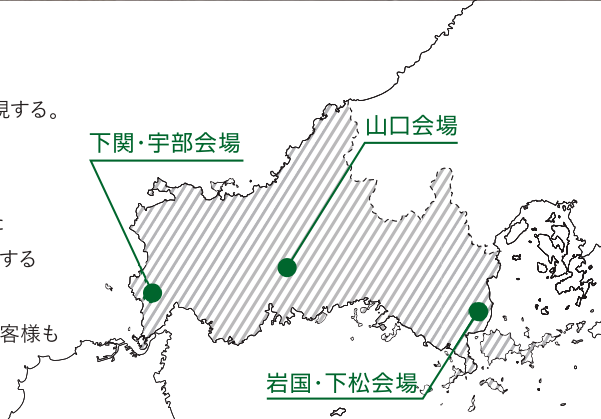 現する。
下関・宇部会場
山口会場
に
する
客様も
岩国・下松会場